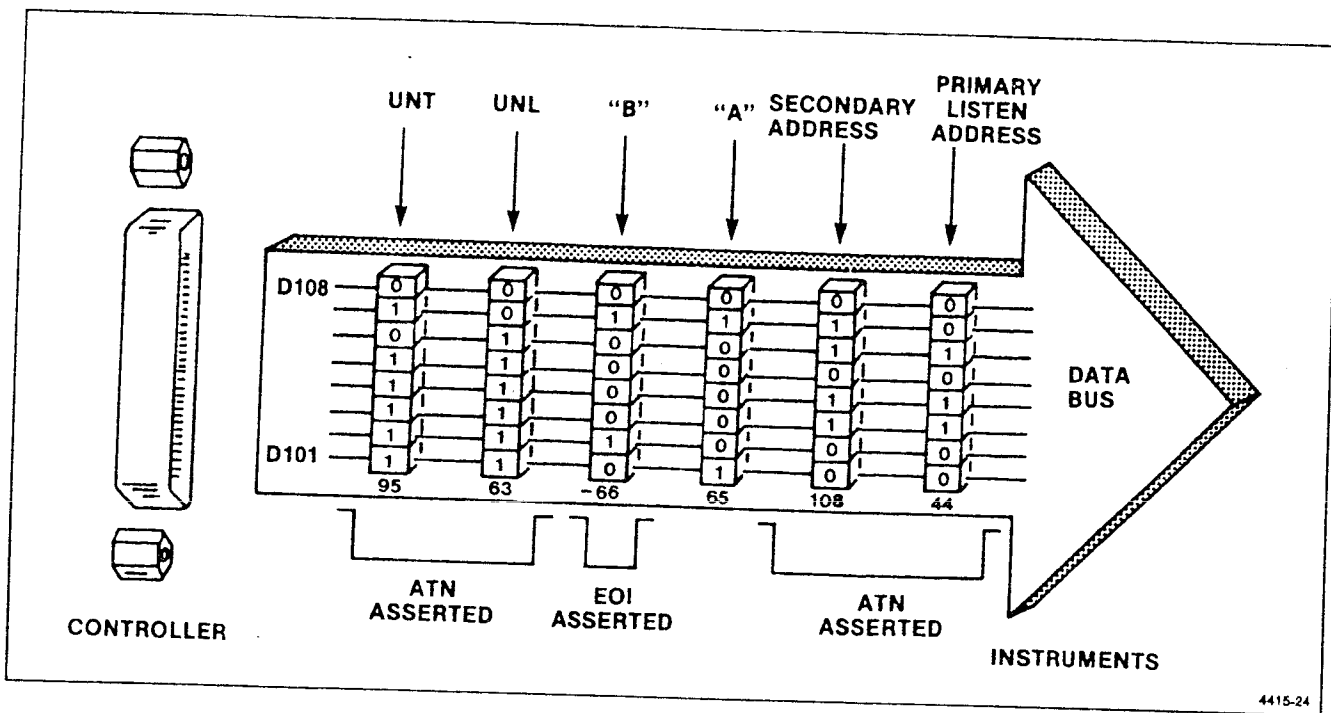 UNT
UNL
“B”
“A”
SECONDARY
ADDRESS
PRIMARY
LISTEN
ADDRESS
D108
0 0 0 0 0 0
1 0 1 1 1 0
0 1 0 0 1 1
1 1 0 0 0 0
1 1 0 0 1 1
1 1 0 0 1 1
1 1 1 0 0 0
D101
1 1 0 1 0 0
95 63 -66 65 108 44
DATA
BUS
ATN
ASSERTED
EOI
ASSERTED
ATN
ASSERTED
CONTROLLER
INSTRUMENTS
4415-24